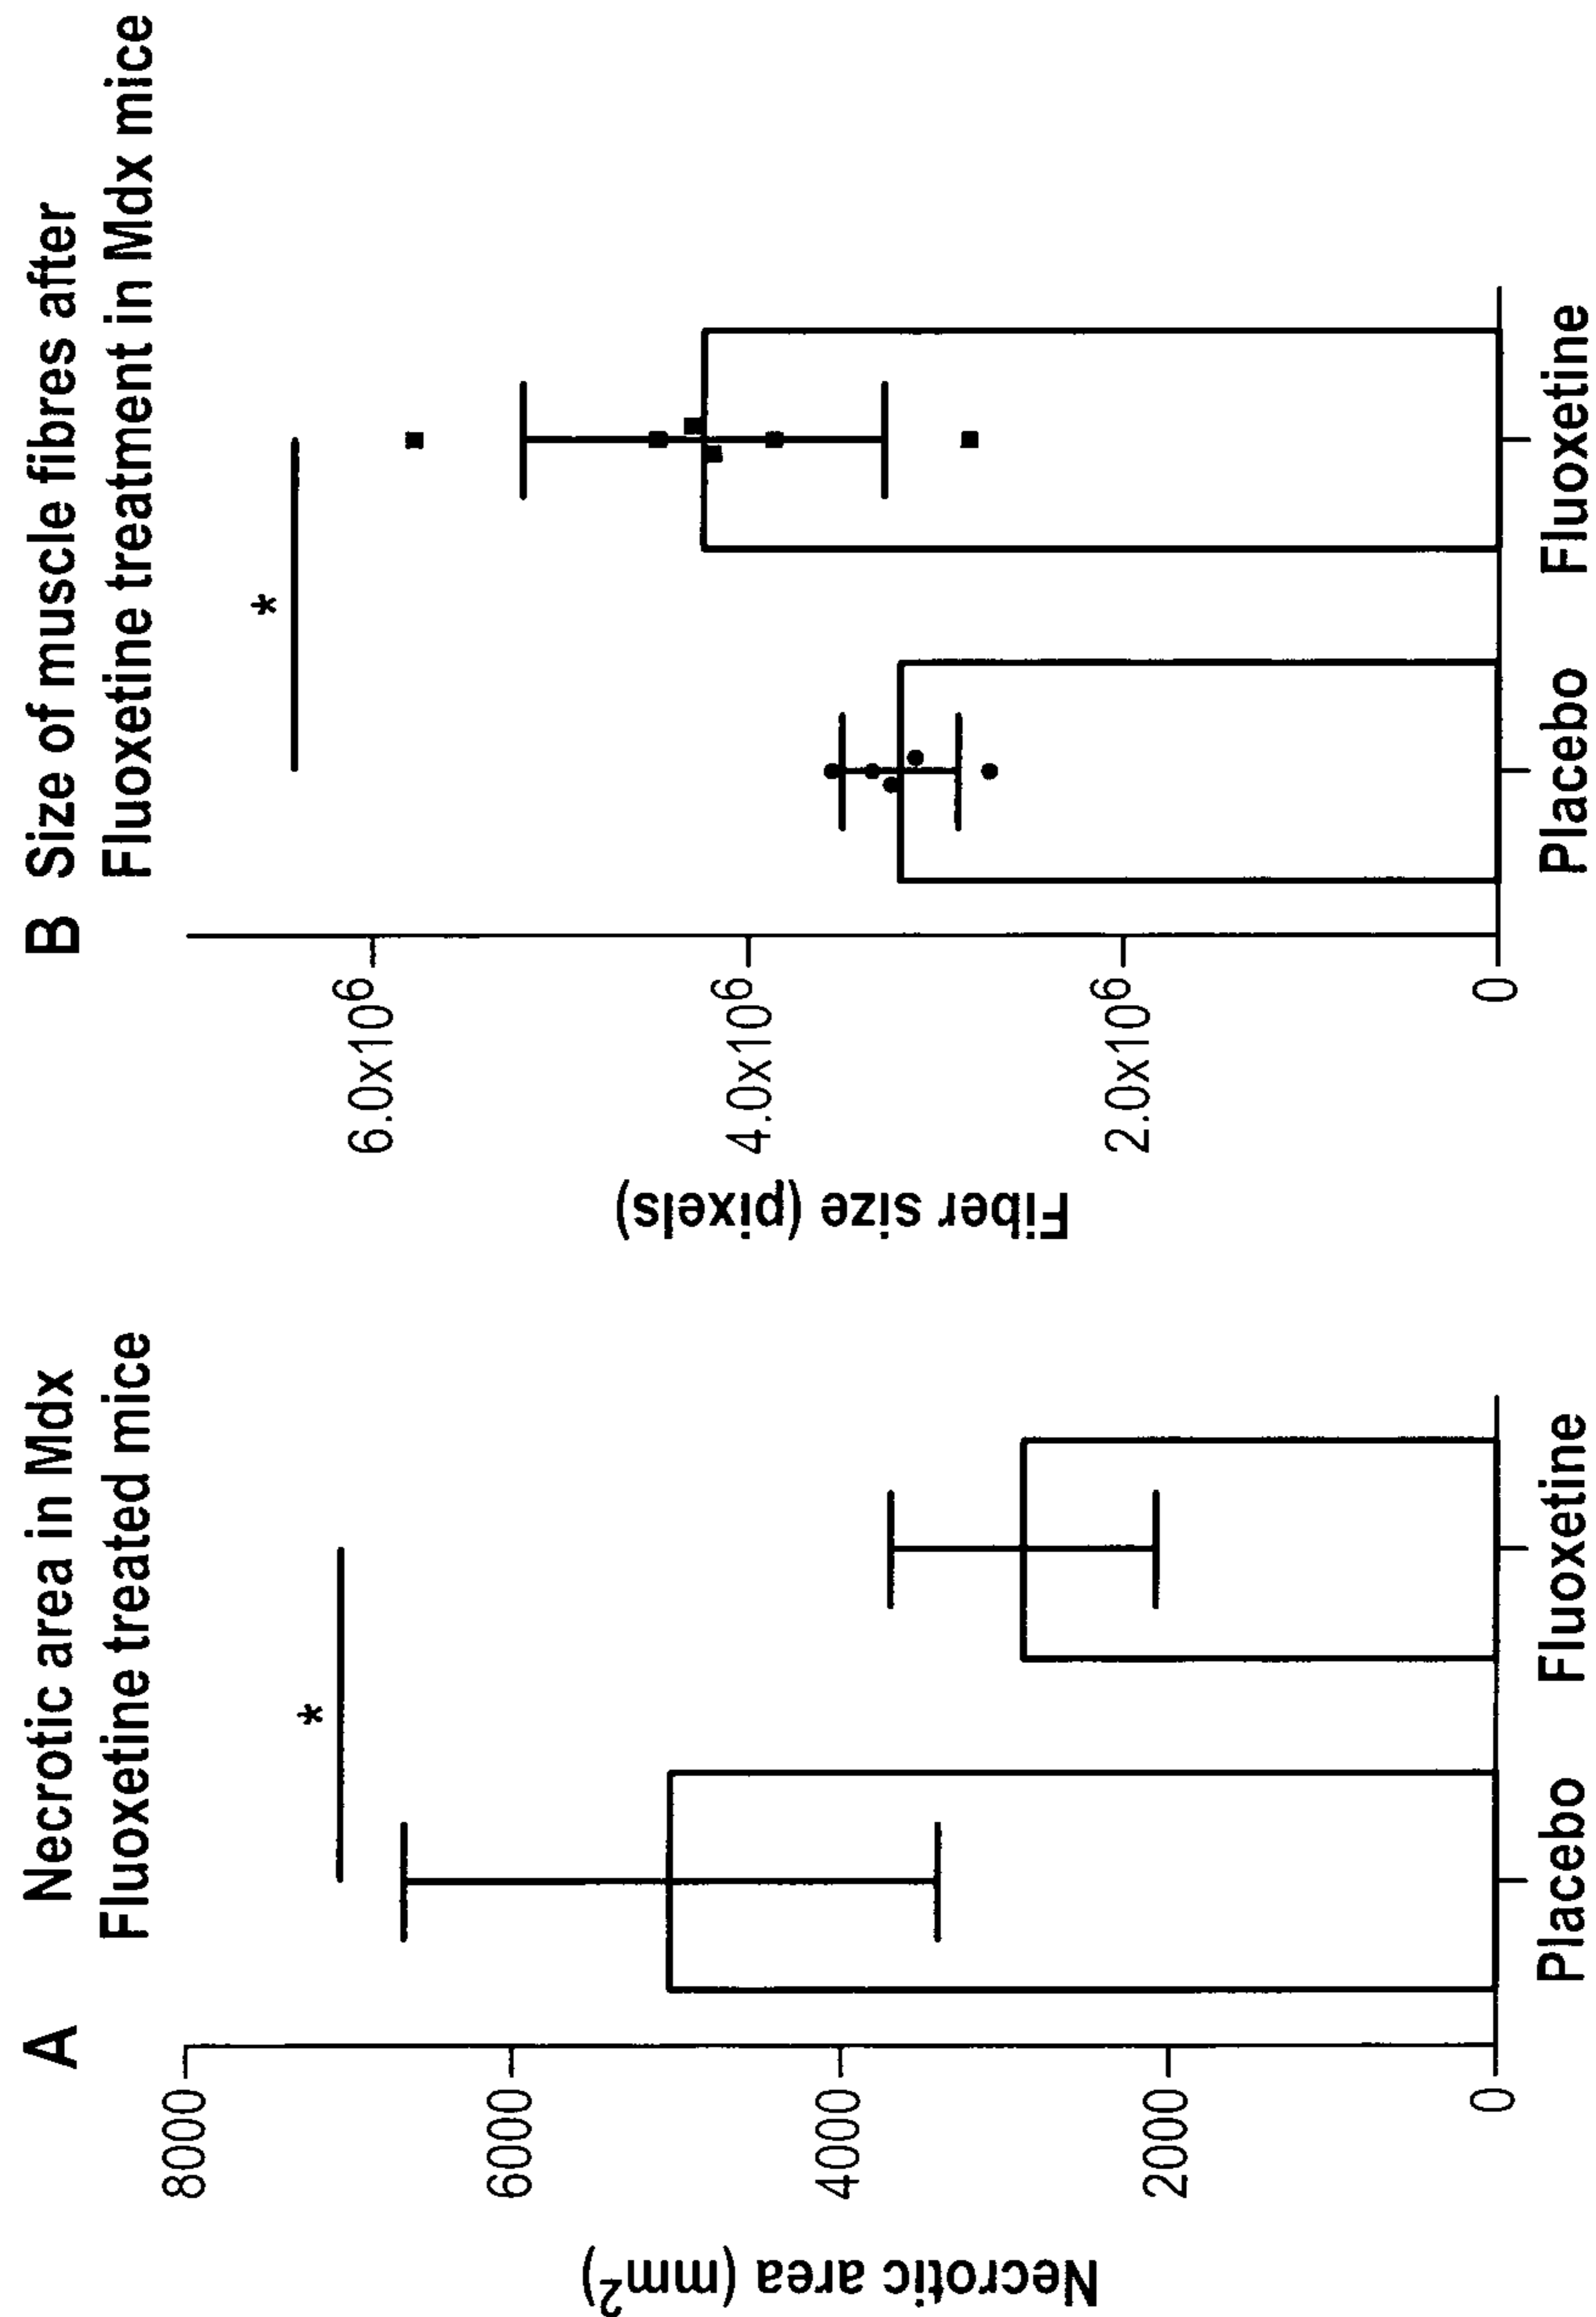 A Necrotic area in Mdx
Fluoxetine treated mice
*
8000
6000
4000
2000
0
Necrotic area (mm²)
Placebo Fluoxetine
B Size of muscle fibres after
Fluoxetine treatment in Mdx mice
*
6.0x10⁶
4.0x10⁶
2.0x10⁶
0
Fiber size (pixels)
Placebo Fluoxetine